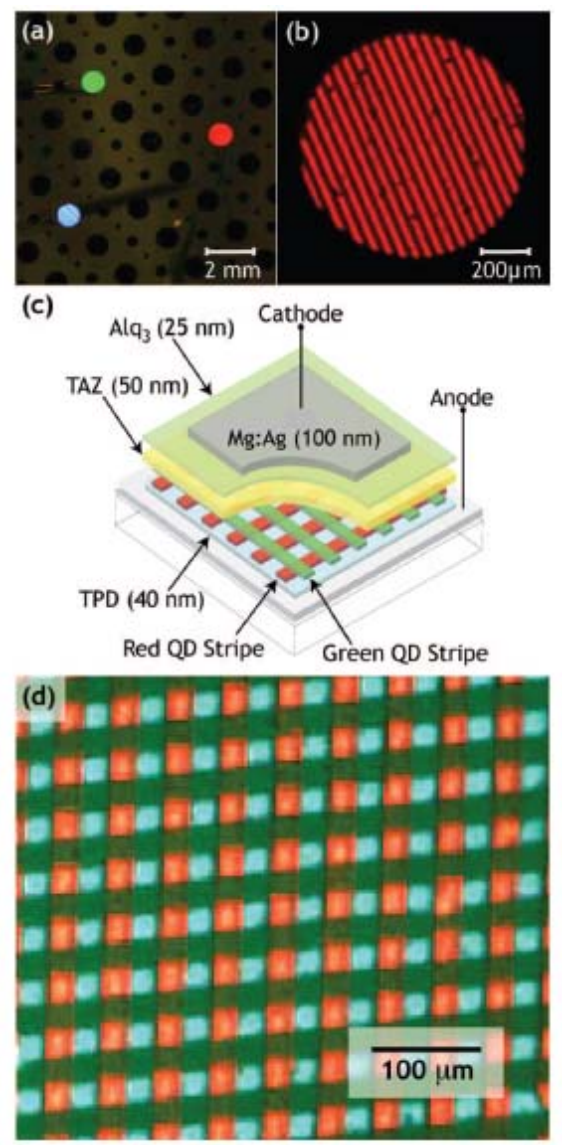 (a)
(b)
2 mm
200µm
(c)
Cathode
Alq₃ (25 nm)
TAZ (50 nm)
Anode
Mg:Ag (100 nm)
TPD (40 nm)
Red QD Stripe
Green QD Stripe
(d)
100 µm